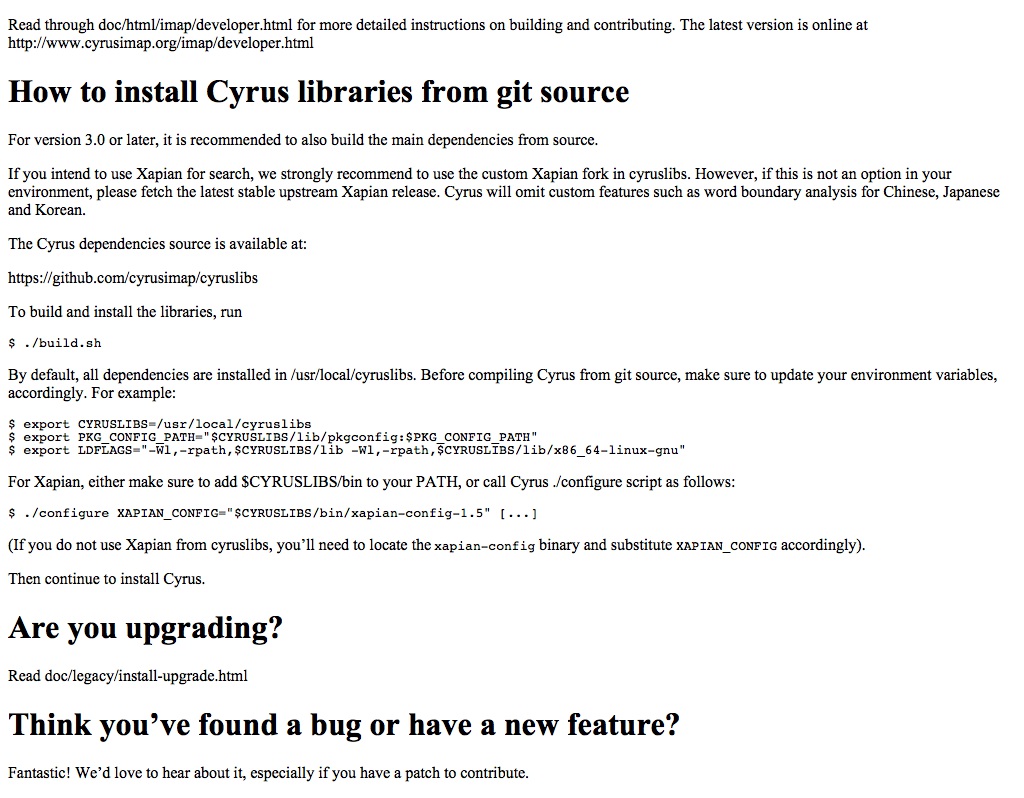 Read through doc/html/imap/developer.html for more detailed instructions on building and contributing. The latest version is online at
http://www.cyrusimap.org/imap/developer.html
How to install Cyrus libraries from git source
For version 3.0 or later, it is recommended to also build the main dependencies from source.
If you intend to use Xapian for search, we strongly recommend to use the custom Xapian fork in cyruslibs. However, if this is not an option in your
environment, please fetch the latest stable upstream Xapian release. Cyrus will omit custom features such as word boundary analysis for Chinese, Japanese
and Korean.
The Cyrus dependencies source is available at:
https://github.com/cyrusimap/cyruslibs
To build and install the libraries, run
$ ./build.sh
By default, all dependencies are installed in /usr/local/cyruslibs. Before compiling Cyrus from git source, make sure to update your environment variables,
accordingly. For example:
$ export CYRUSLIBS=/usr/local/cyruslibs
$ export PKG_CONFIG_PATH="$CYRUSLIBS/lib/pkgconfig:$PKG_CONFIG_PATH"
$ export LDFLAGS="-Wl,-rpath,$CYRUSLIBS/lib -Wl,-rpath,$CYRUSLIBS/lib/x86_64-linux-gnu"
For Xapian, either make sure to add $CYRUSLIBS/bin to your PATH, or call Cyrus ./configure script as follows:
$ ./configure XAPIAN_CONFIG="$CYRUSLIBS/bin/xapian-config-1.5" [...]
(If you do not use Xapian from cyruslibs, you’ll need to locate the xapian-config binary and substitute XAPIAN_CONFIG accordingly).
Then continue to install Cyrus.
Are you upgrading?
Read doc/legacy/install-upgrade.html
Think you’ve found a bug or have a new feature?
Fantastic! We’d love to hear about it, especially if you have a patch to contribute.